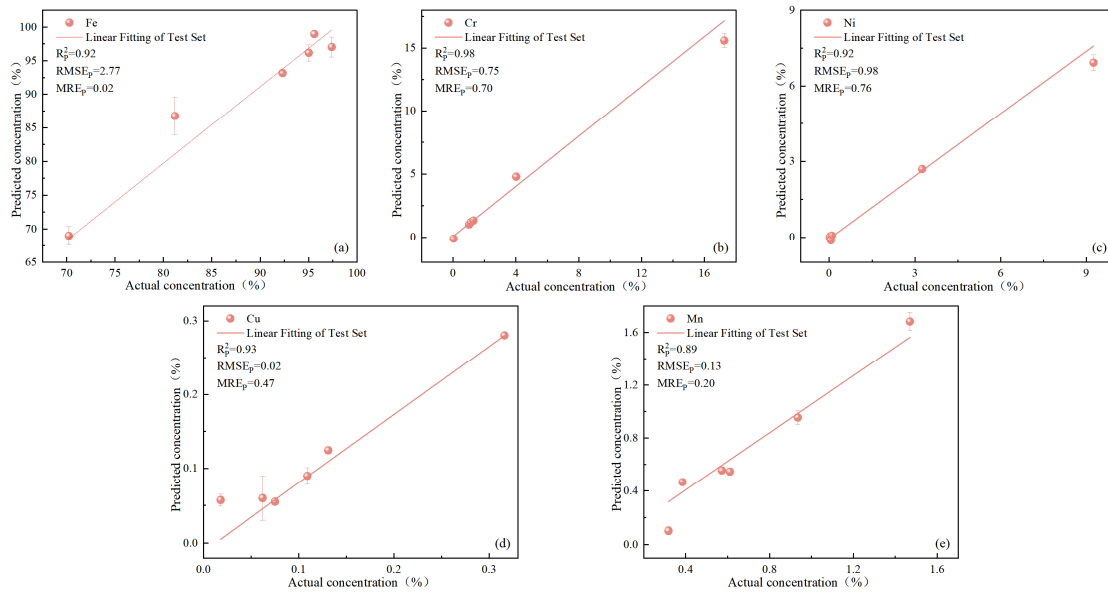 Fe
Linear Fitting of Test Set
R²P=0.92
RMSEP=2.77
MREP=0.02
100
95
90
85
80
75
70
65
70 75 80 85 90 95 100
Predicted concentration (%)
Actual concentration（%）
(a)
Cr
Linear Fitting of Test Set
R²P=0.98
RMSEP=0.75
MREP=0.70
15
10
5
0
0 4 8 12 16
Predicted concentration (%)
Actual concentration（%）
(b)
Ni
Linear Fitting of Test Set
R²P=0.92
RMSEP=0.98
MREP=0.76
9
6
3
0
0 3 6 9
Predicted concentration (%)
Actual concentration（%）
(c)
Cu
Linear Fitting of Test Set
R²P=0.93
RMSEP=0.02
MREP=0.47
0.3
0.2
0.1
0.0
0.0 0.1 0.2 0.3
Predicted concentration（%）
Actual concentration（%）
(d)
Mn
Linear Fitting of Test Set
R²P=0.89
RMSEP=0.13
MREP=0.20
1.6
1.2
0.8
0.4
0.0
0.4 0.8 1.2 1.6
Predicted concentration（%）
Actual concentration（%）
(e)